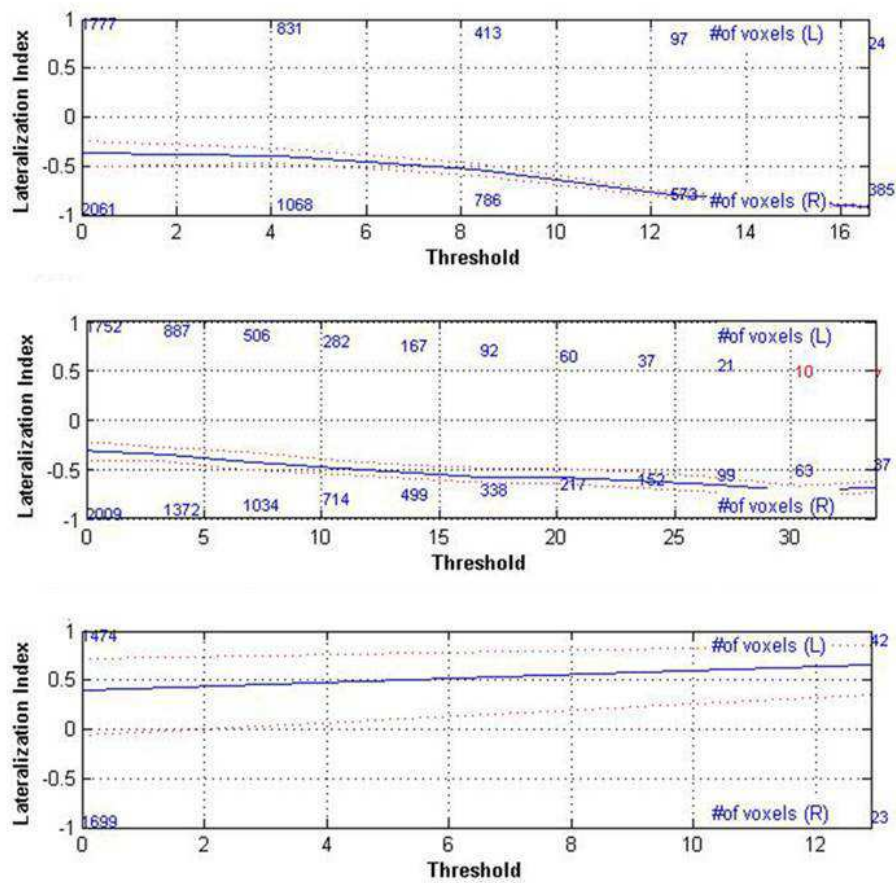 1777 831 413 97 #of voxels (L) 24
1
0.5
0
-0.5
-1
Lateralization Index
2061 1068 786 573 #of voxels (R) 385
0 2 4 6 8 10 12 14 16
Threshold
1752 887 506 282 167 92 60 37 21 #of voxels (L) 10 7
1
0.5
0
-0.5
-1
Lateralization Index
2009 1372 1034 714 499 338 217 152 99 #of voxels (R) 63 37
0 5 10 15 20 25 30
Threshold
1474 #of voxels (L) 42
1
0.5
0
-0.5
-1
Lateralization Index
1699 #of voxels (R) 23
0 2 4 6 8 10 12
Threshold